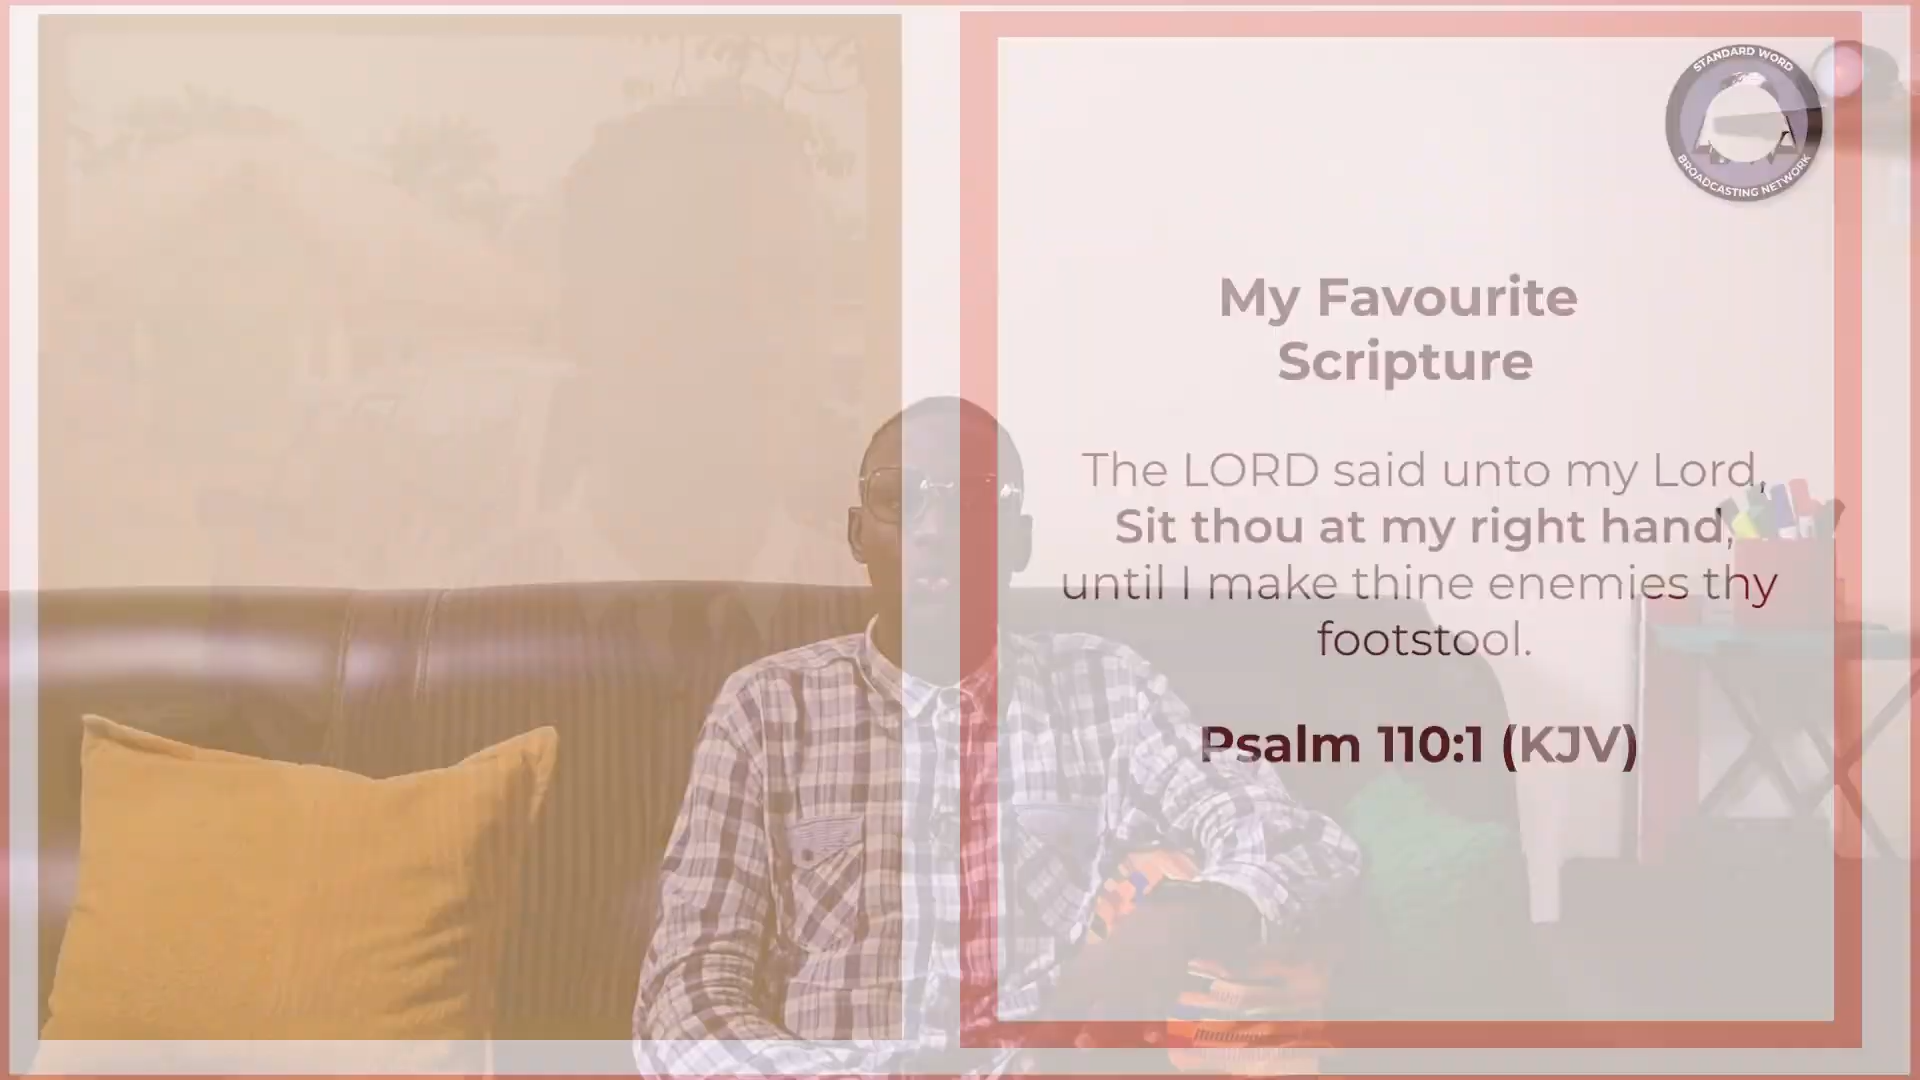 STANDARD WORD
BROADCASTING NETWORK
My Favourite
Scripture
The LORD said unto my Lord,
Sit thou at my right hand,
until I make thine enemies thy
footstool.
Psalm 110:1 (KJV)